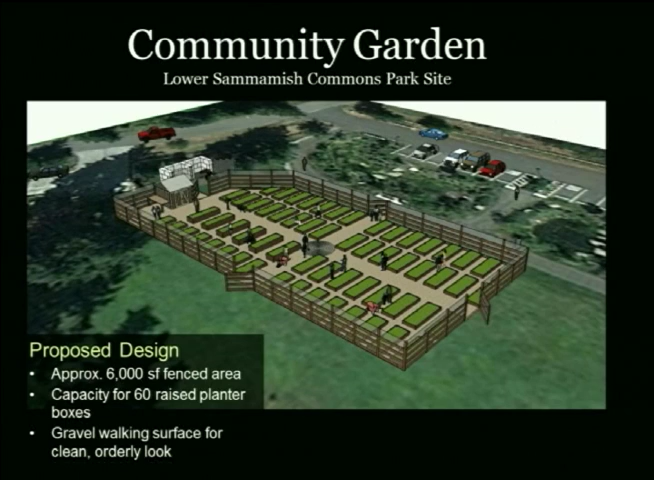 Community Garden
Lower Sammamish Commons Park Site
Proposed Design
• Approx. 6,000 sf fenced area
• Capacity for 60 raised planter
boxes
• Gravel walking surface for
clean, orderly look